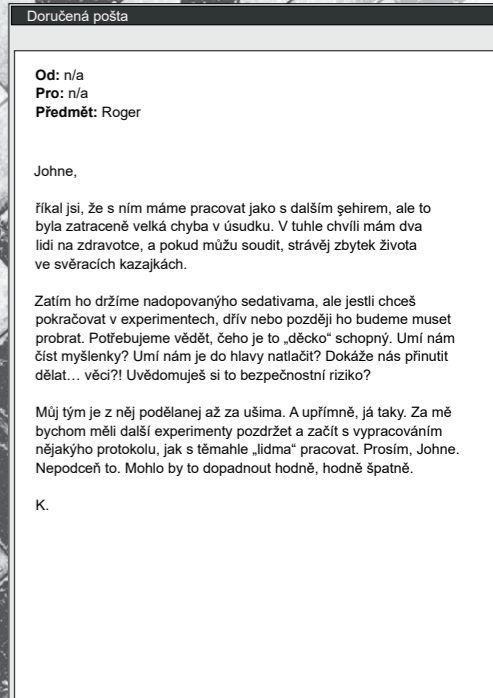 Doručená pošta
Od: n/a
Pro: n/a
Předmět: Roger
Johne,
říkal jsi, že s ním máme pracovat jako s dalším şehirem, ale to
byla zatraceně velká chyba v úsudku. V tuhle chvíli mám dva
lidi na zdravotce, a pokud můžu soudit, strávěj zbytek života
ve svěracích kazajkách.
Zatím ho držíme nadopovanýho sedativama, ale jestli chceš
pokračovat v experimentech, dřív nebo pozděj ho budeme muset
probrat. Potřebujeme vědět, čeho je to „děcko“ schopný. Umí nám
číst myšlenky? Umí nám je do hlavy natlačit? Dokáže nás přinutit
dělat… věci?! Uvědomuješ si to bezpečnostní riziko?
Můj tým je z něj podělanej až za ušima. A upřímně, já taky. Za mě
bychom měli další experimenty pozdržet a začít s vypracováním
nějakýho protokolu, jak s těmahle „lidma“ pracovat. Prosím, Johne.
Nepodceň to. Mohlo by to dopadnout hodně, hodně špatně.
K.